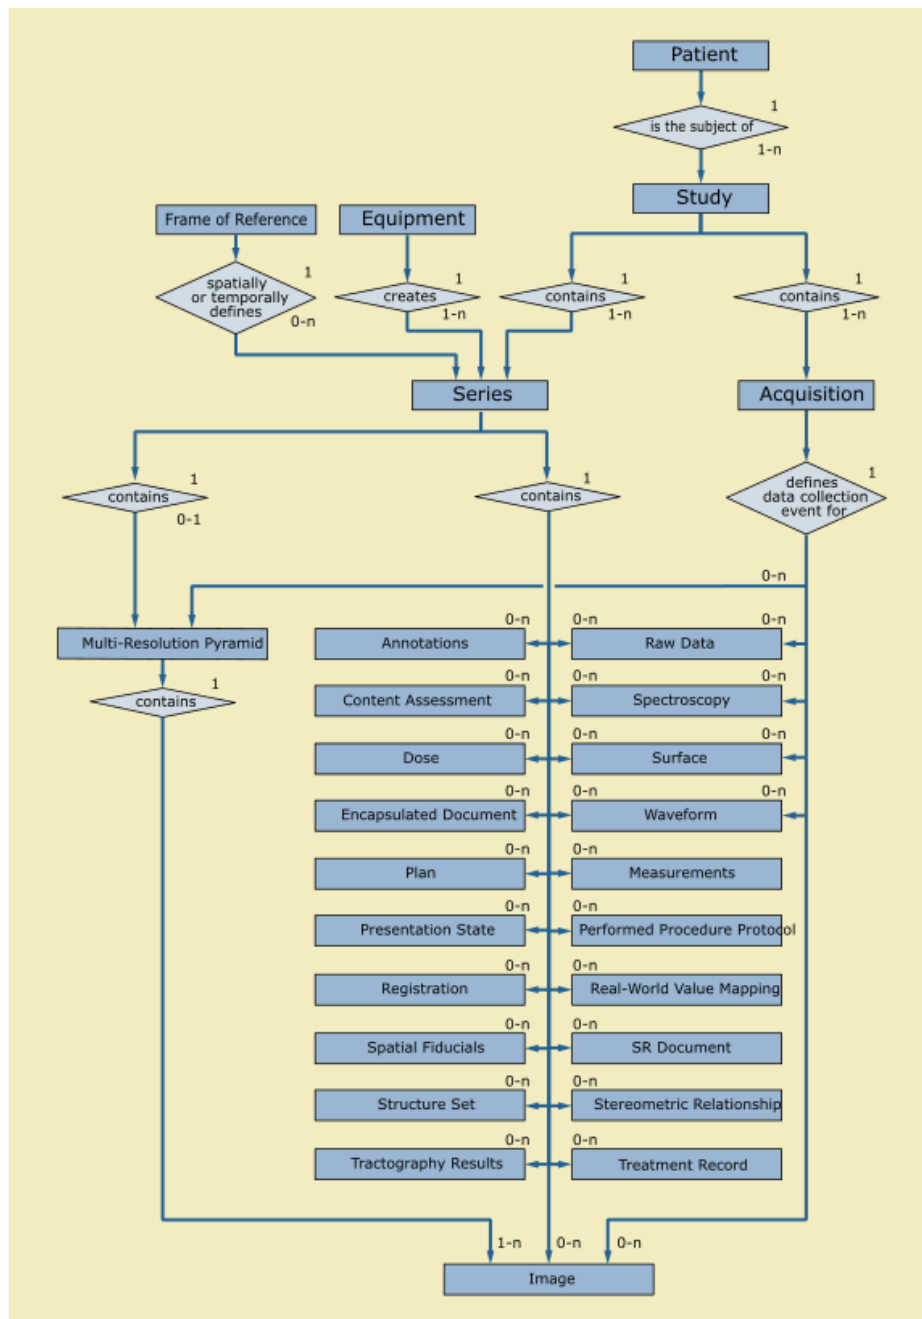 Patient
1
is the subject of
1-n
Study
Frame of Reference
Equipment
spatially
or temporally
defines
1
0-n
creates
1
1-n
contains
1
1-n
contains
1
1-n
Series
Acquisition
contains
1
0-1
contains
1
defines
data collection
event for
1
0-n
Multi-Resolution Pyramid
contains
1
0-n
Annotations
0-n
Raw Data
0-n
0-n
Content Assessment
0-n
Spectroscopy
0-n
0-n
Dose
0-n
Surface
0-n
0-n
Encapsulated Document
0-n
Waveform
0-n
0-n
Plan
0-n
Measurements
0-n
Presentation State
0-n
Performed Procedure Protocol
0-n
Registration
0-n
Real-World Value Mapping
0-n
Spatial Fiducials
0-n
SR Document
0-n
Structure Set
0-n
Stereometric Relationship
0-n
Tractography Results
0-n
Treatment Record
1-n
0-n
0-n
Image